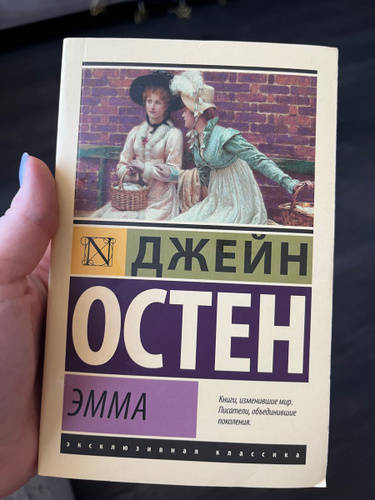 N
ДЖЕЙН
ОСТЕН
ЭММА
Книги, изменившие мир.
Писатели, объединившие
поколения.
эксклюзивная классика